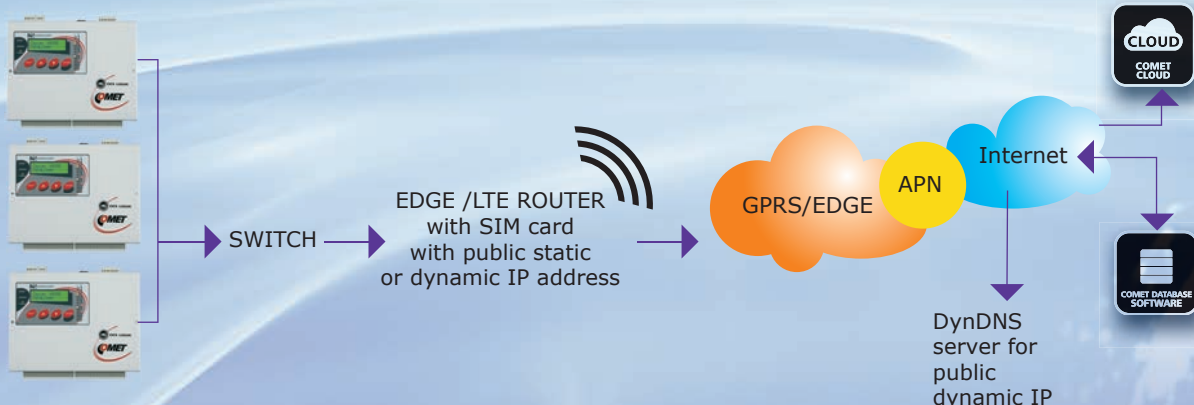 COMET
COMET
COMET
SWITCH
EDGE /LTE ROUTER
with SIM card
with public static
or dynamic IP address
GPRS/EDGE
APN
Internet
CLOUD
COMET
CLOUD
COMET DATABASE
SOFTWARE
DynDNS
server for
public
dynamic IP